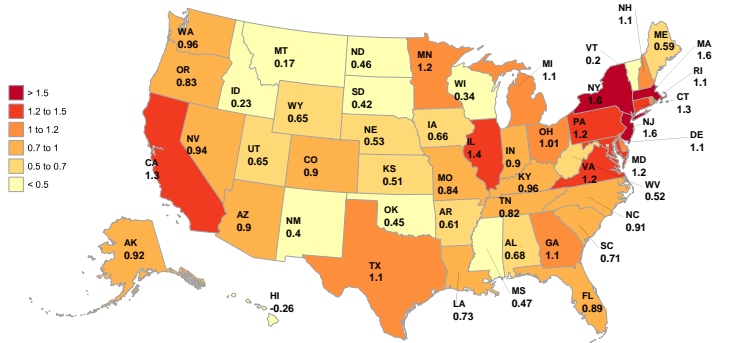 NH
1.1
WA
0.96
ME
0.59
MA
1.6
MT
0.17
ND
0.46
MN
1.2
VT
0.2
MI
1.1
RI
1.1
OR
0.83
ID
0.23
SD
0.42
WI
0.34
NY
1.6
CT
1.3
> 1.5
1.2 to 1.5
1 to 1.2
0.7 to 1
0.5 to 0.7
< 0.5
WY
0.65
IA
0.66
PA
1.2
NJ
1.6
NE
0.53
OH
1.01
DE
1.1
NV
0.94
UT
0.65
IL
1.4
IN
0.9
CA
1.3
CO
0.9
KS
0.51
MO
0.84
KY
0.96
VA
1.2
MD
1.2
WV
0.52
AZ
0.9
NM
0.4
OK
0.45
AR
0.61
TN
0.82
NC
0.91
AK
0.92
AL
0.68
GA
1.1
SC
0.71
TX
1.1
HI
-0.26
LA
0.73
MS
0.47
FL
0.89